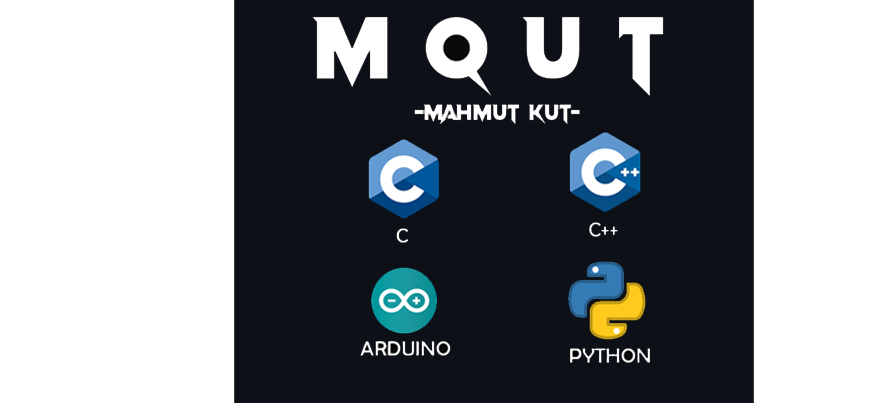 MQUT
-MAHMUT KUT-
C
C++
C
C++
ARDUINO
PYTHON